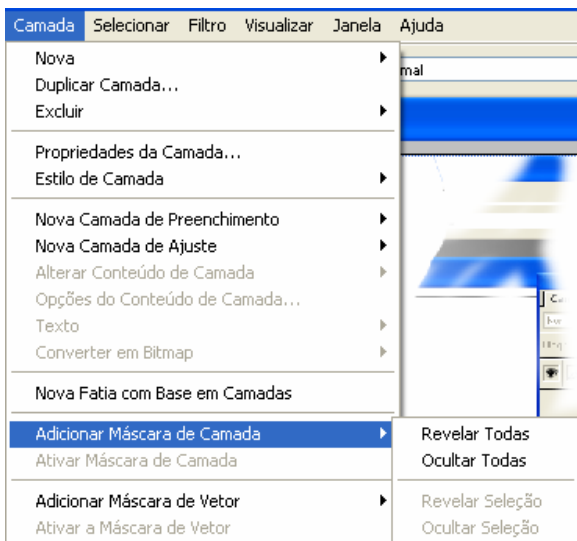 Camada Selecionar Filtro Visualizar Janela Ajuda
Nova
mal
Duplicar Camada...
Excluir
Propriedades da Camada...
Estilo de Camada
Nova Camada de Preenchimento
Nova Camada de Ajuste
Alterar Conteúdo de Camada
Opções do Conteúdo de Camada...
Texto
Converter em Bitmap
Nova Fatia com Base em Camadas
Adicionar Máscara de Camada
Revelar Todas
Ativar Máscara de Camada
Ocultar Todas
Adicionar Máscara de Vetor
Revelar Seleção
Ativar a Máscara de Vetor
Ocultar Seleção